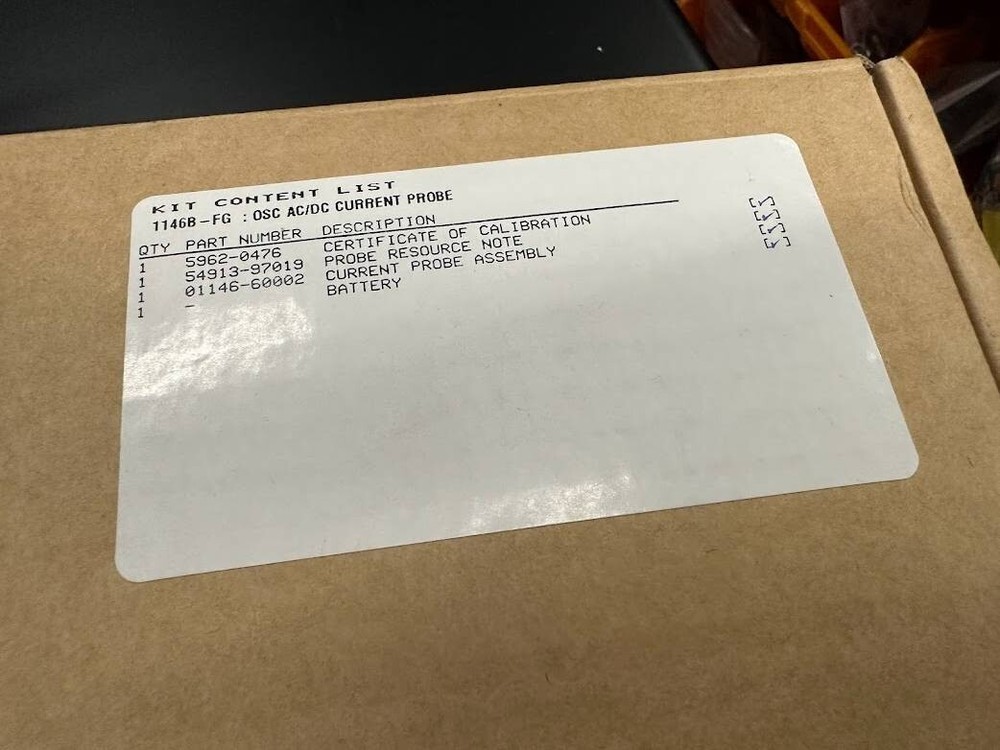 KIT CONTENT LIST
1146B-FG : OSC AC/DC CURRENT PROBE
QTY PART NUMBER DESCRIPTION
1 5962-0476 CERTIFICATE OF CALIBRATION [✓]
1 54913-97019 PROBE RESOURCE NOTE [✓]
1 01146-60002 CURRENT PROBE ASSEMBLY [✓]
1 - BATTERY [✓]